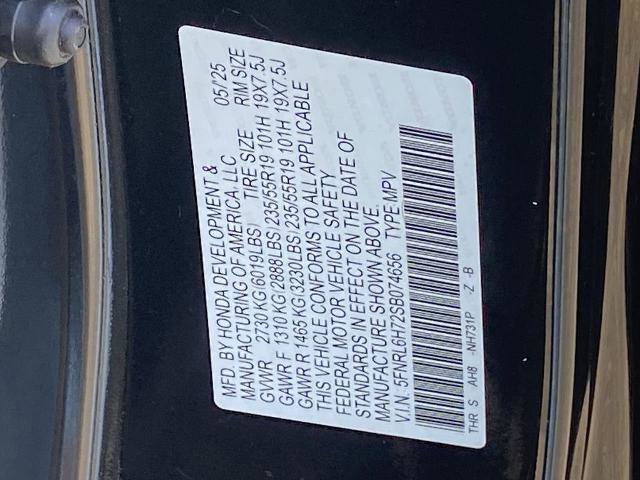 MFD. BY HONDA DEVELOPMENT & 05/'25
MANUFACTURING OF AMERICA, LLC
TIRE SIZE RIM SIZE
GVWR 2730 KG(6019LBS)
GAWR F 1310 KG(2888LBS) 235/55R19 101H 19X7.5J
GAWR R 1465 KG(3230LBS) 235/55R19 101H 19X7.5J
THIS VEHICLE CONFORMS TO ALL APPLICABLE
FEDERAL MOTOR VEHICLE SAFETY
STANDARDS IN EFFECT ON THE DATE OF
MANUFACTURE SHOWN ABOVE.
V.I.N. 5FNRL6H72SB074656 TYPE MPV
THR S AH8 -NH731P -Z -B